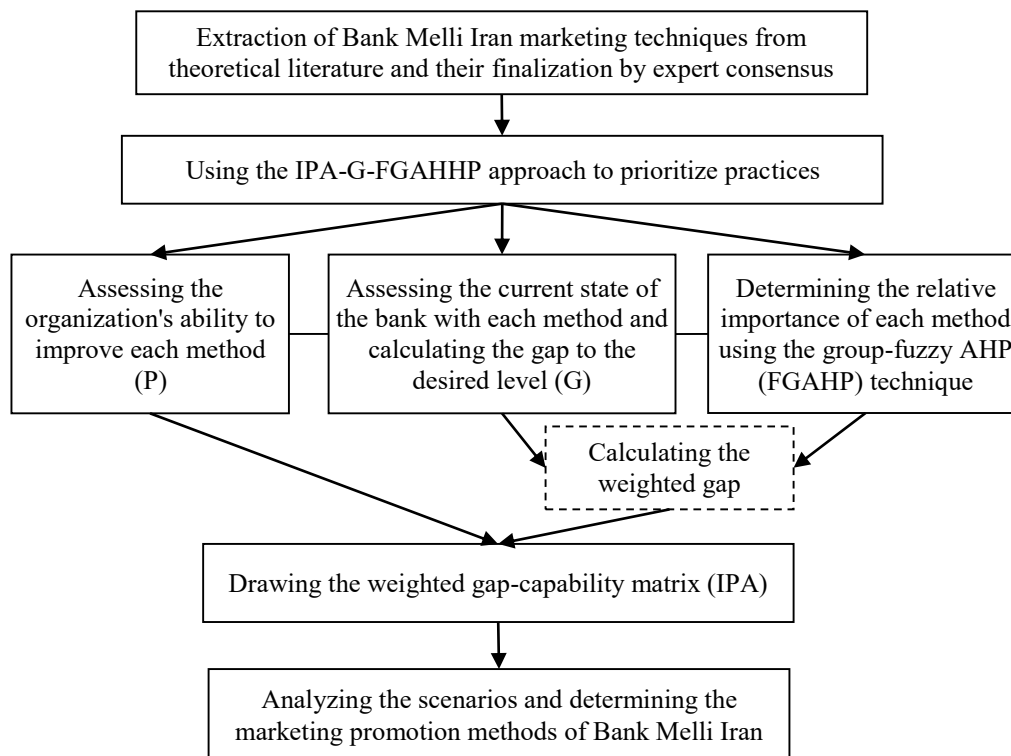 Extraction of Bank Melli Iran marketing techniques from
theoretical literature and their finalization by expert consensus
Using the IPA-G-FGAHHP approach to prioritize practices
Assessing the
organization's ability to
improve each method
(P)
Assessing the current state of
the bank with each method and
calculating the gap to the
desired level (G)
Determining the relative
importance of each method
using the group-fuzzy AHP
(FGAHP) technique
Calculating the
weighted gap
Drawing the weighted gap-capability matrix (IPA)
Analyzing the scenarios and determining the
marketing promotion methods of Bank Melli Iran